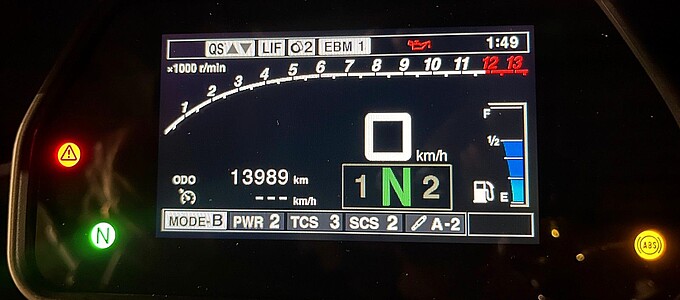 QS LIF 2 EBM 1 1:49
×1000 r/min
1 2 3 4 5 6 7 8 9 10 11 12 13
0 km/h
F
1/2
E
ODO 13989 km
--- km/h
1 N 2
MODE-B PWR 2 TCS 3 SCS 2 A-2
N
ABS